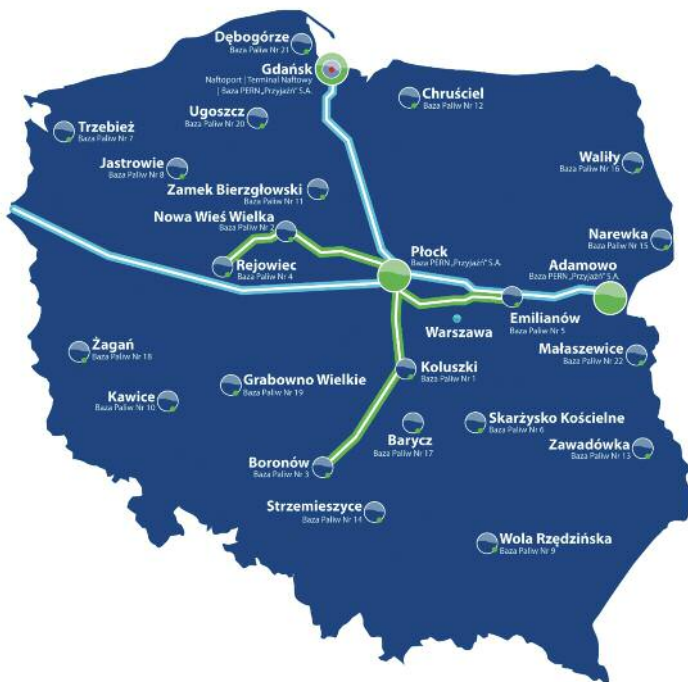 Dębogórze
Baza Paliw Nr 21
Gdańsk
Naftoport | Terminal Naftowy
| Baza PERN „Przyjaźń” S.A.
Chruściel
Baza Paliw Nr 12
Ugoszcz
Baza Paliw Nr 20
Trzebież
Baza Paliw Nr 7
Jastrowie
Baza Paliw Nr 8
Waliły
Baza Paliw Nr 16
Zamek Bierzgłowski
Baza Paliw Nr 11
Nowa Wieś Wielka
Baza Paliw Nr 2
Narewka
Baza Paliw Nr 15
Płock
Baza PERN „Przyjaźń” S.A.
Rejowiec
Baza Paliw Nr 4
Adamowo
Baza PERN „Przyjaźń” S.A.
Emilianów
Baza Paliw Nr 5
Warszawa
Żagań
Baza Paliw Nr 18
Małaszewice
Baza Paliw Nr 22
Koluszki
Baza Paliw Nr 1
Grabowno Wielkie
Baza Paliw Nr 19
Kawice
Baza Paliw Nr 10
Skarżysko Kościelne
Baza Paliw Nr 6
Barycz
Baza Paliw Nr 17
Zawadówka
Baza Paliw Nr 13
Boronów
Baza Paliw Nr 3
Strzemieszyce
Baza Paliw Nr 14
Wola Rzędzińska
Baza Paliw Nr 9